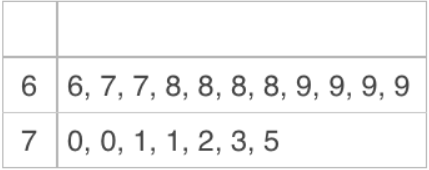 6 6, 7, 7, 8, 8, 8, 8, 9, 9, 9, 9
7 0, 0, 1, 1, 2, 3, 5